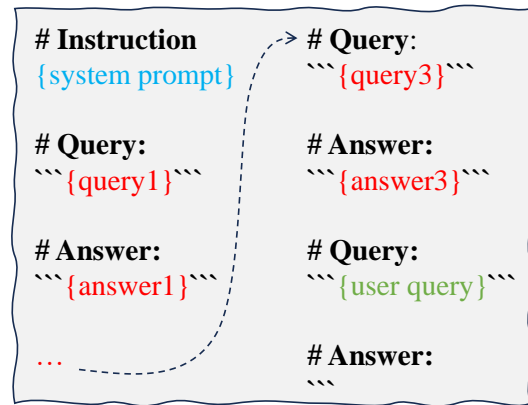 # Instruction
{system prompt}
# Query:
```{query1}```
# Answer:
```{answer1}```
…
# Query:
```{query3}```
# Answer:
```{answer3}```
# Query:
```{user query}```
# Answer:
```